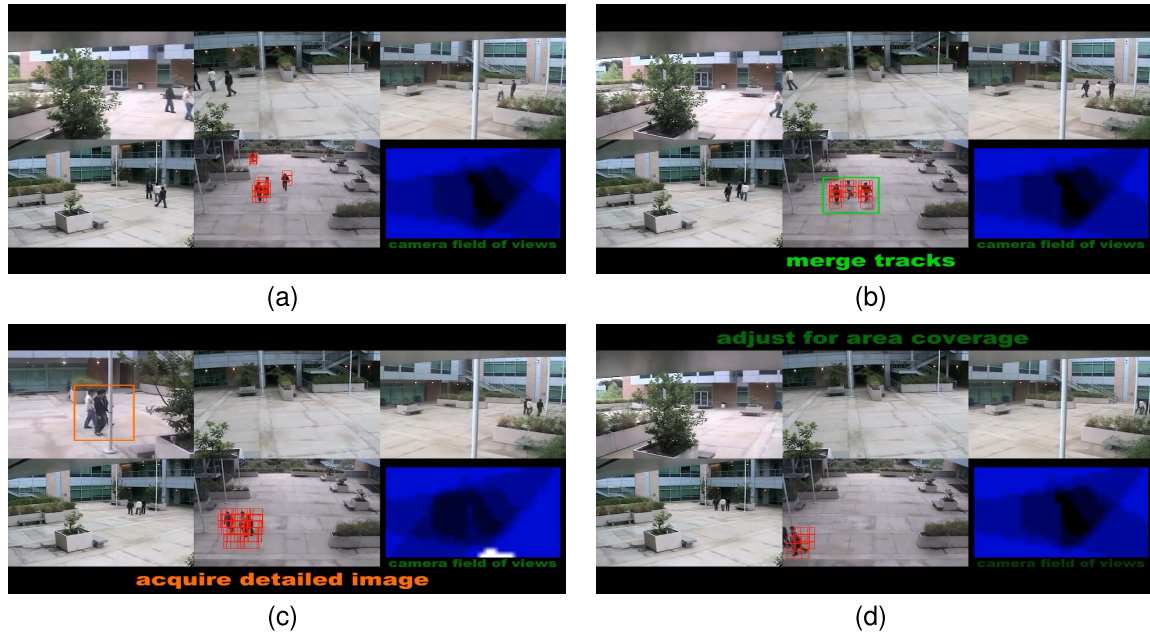 camera field of views
(a)
camera field of views
merge tracks
(b)
camera field of views
acquire detailed image
(c)
adjust for area coverage
camera field of views
(d)